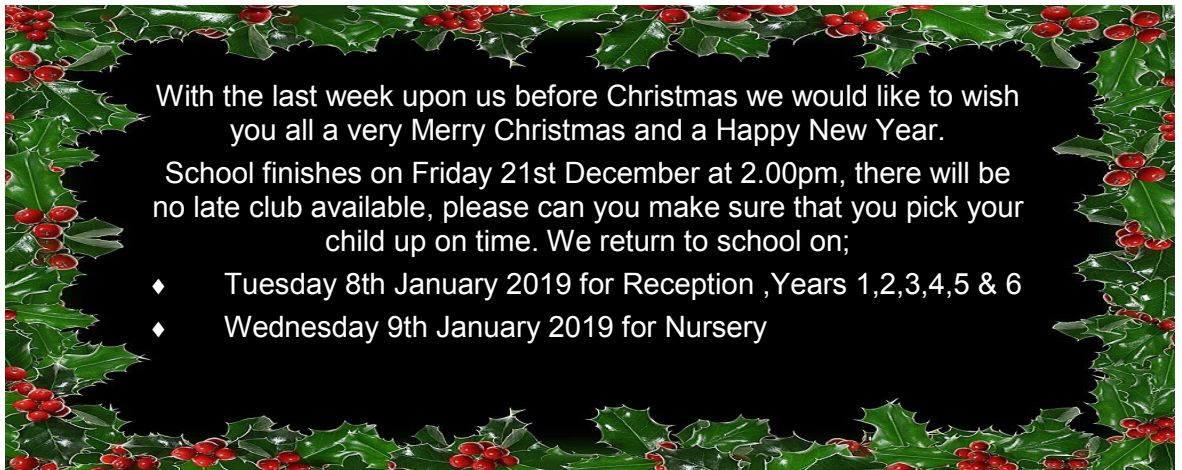 With the last week upon us before Christmas we would like to wish
you all a very Merry Christmas and a Happy New Year.
School finishes on Friday 21st December at 2.00pm, there will be
no late club available, please can you make sure that you pick your
child up on time. We return to school on;
♦ Tuesday 8th January 2019 for Reception ,Years 1,2,3,4,5 & 6
♦ Wednesday 9th January 2019 for Nursery